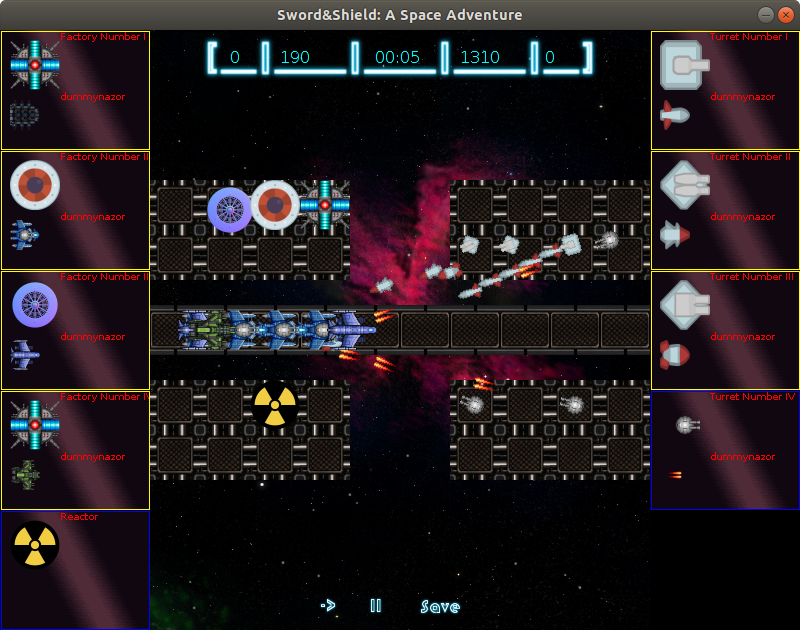 Sword&Shield: A Space Adventure
0 190 00:05 1310 0
Factory Number I
dummynazor
Factory Number II
dummynazor
Factory Number II
dummynazor
Factory Number IV
dummynazor
Reactor
Turret Number I
dummynazor
Turret Number II
dummynazor
Turret Number III
dummynazor
Turret Number IV
dummynazor
-> II Save